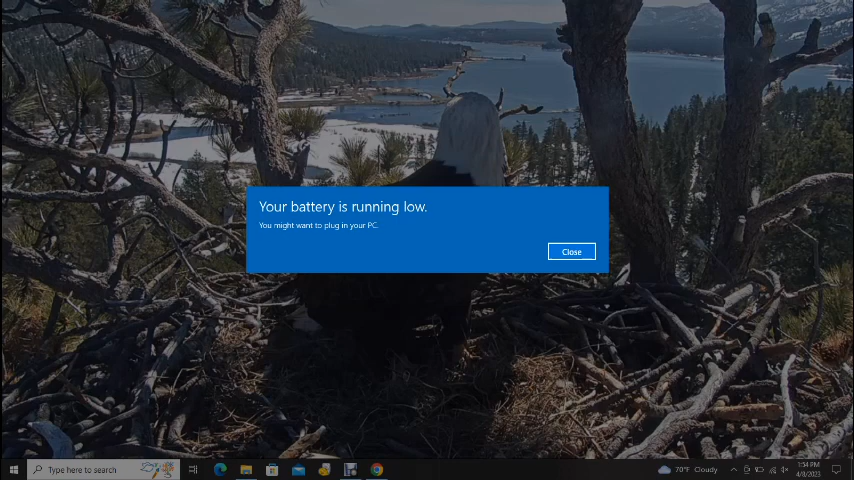 Your battery is running low.
You might want to plug in your PC.
Close
Type here to search
70°F Cloudy
1:34 PM
4/8/2023